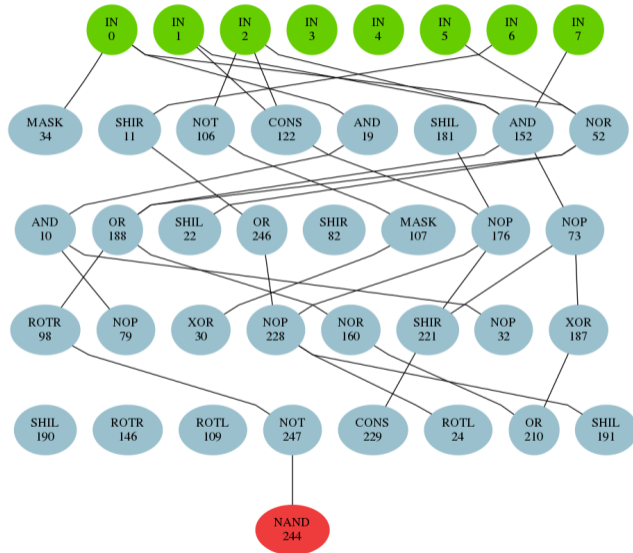 IN
0
IN
1
IN
2
IN
3
IN
4
IN
5
IN
6
IN
7
MASK
34
SHIR
11
NOT
106
CONS
122
AND
19
SHIL
181
AND
152
NOR
52
AND
10
OR
188
SHIL
22
OR
246
SHIR
82
MASK
107
NOP
176
NOP
73
ROTR
98
NOP
79
XOR
30
NOP
228
NOR
160
SHIR
221
NOP
32
XOR
187
SHIL
190
ROTR
146
ROTL
109
NOT
247
CONS
229
ROTL
24
OR
210
SHIL
191
NAND
244